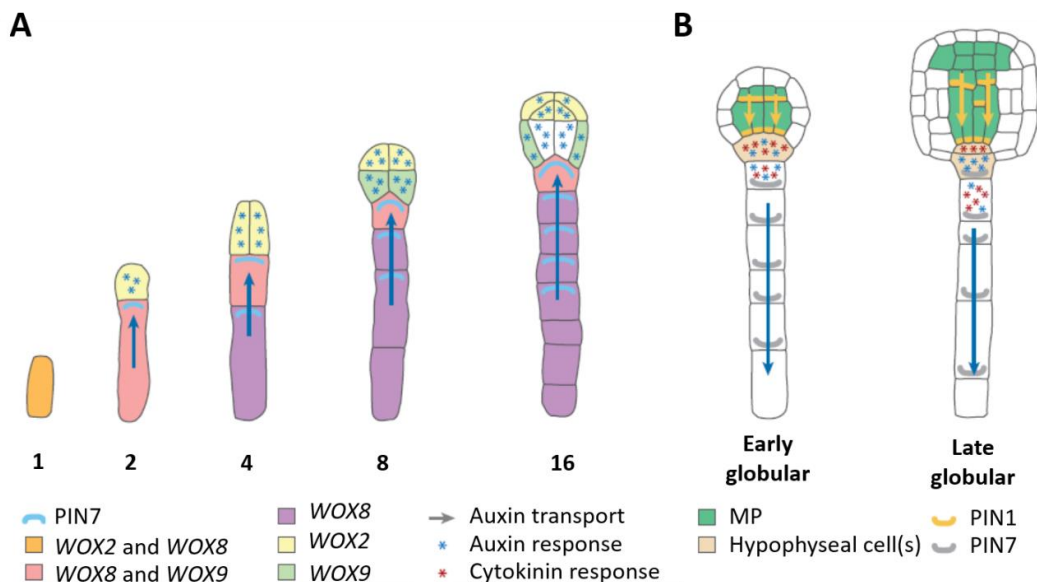 A
B
1
2
4
8
16
Early
globular
Late
globular
PIN7
WOX2 and WOX8
WOX8 and WOX9
WOX8
WOX2
WOX9
Auxin transport
Auxin response
Cytokinin response
MP
Hypophyseal cell(s)
PIN1
PIN7